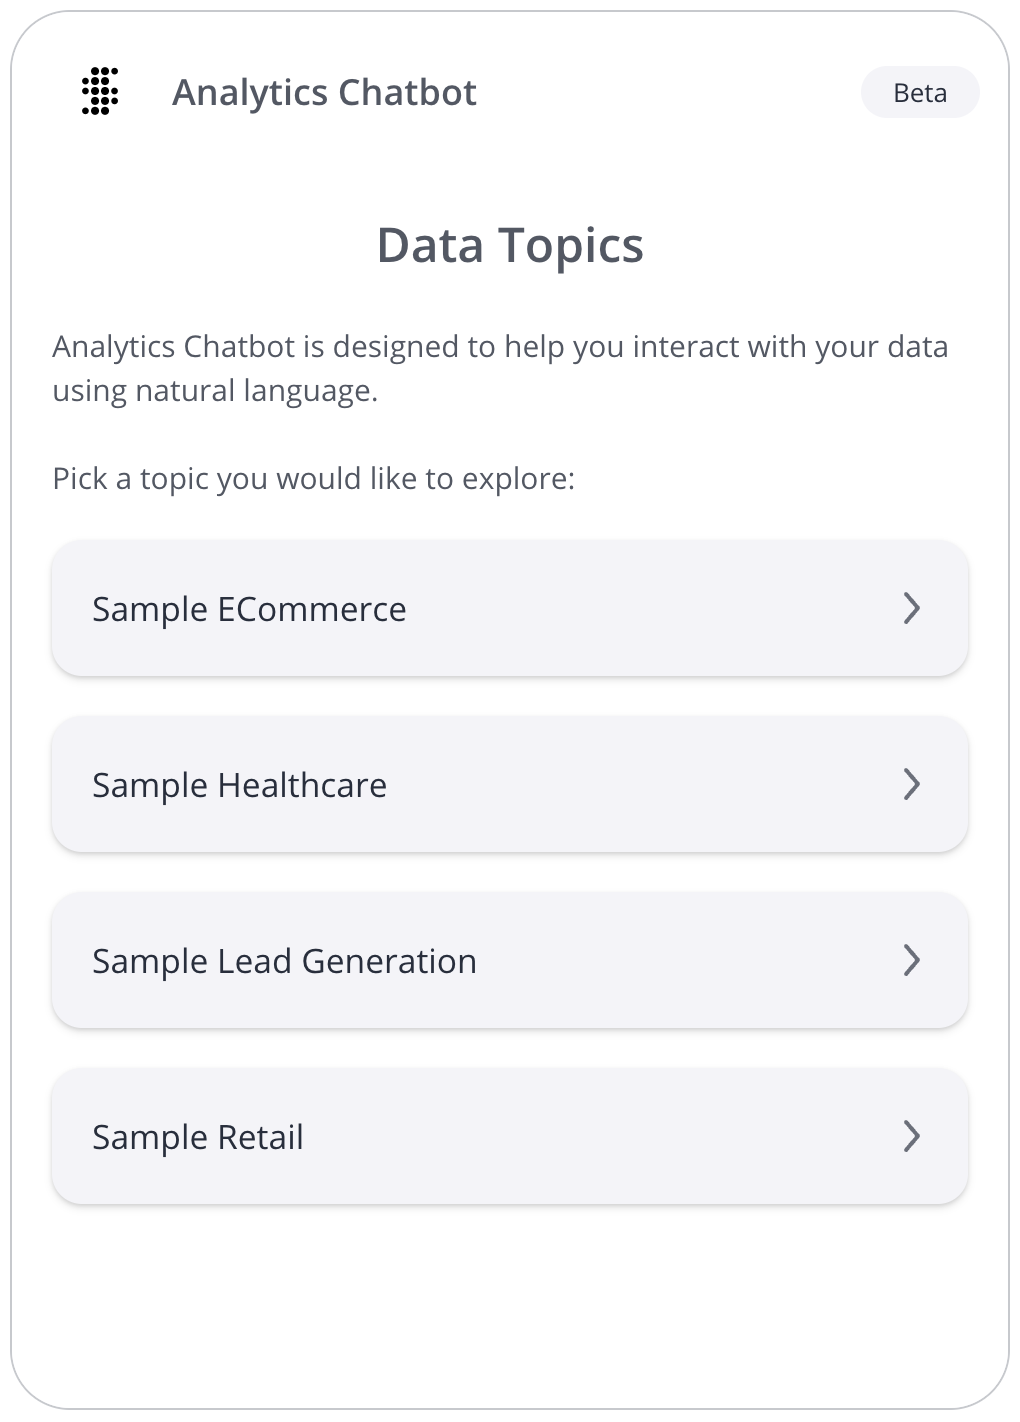 Analytics Chatbot
Beta
Data Topics
Analytics Chatbot is designed to help you interact with your data
using natural language.
Pick a topic you would like to explore:
Sample ECommerce
Sample Healthcare
Sample Lead Generation
Sample Retail